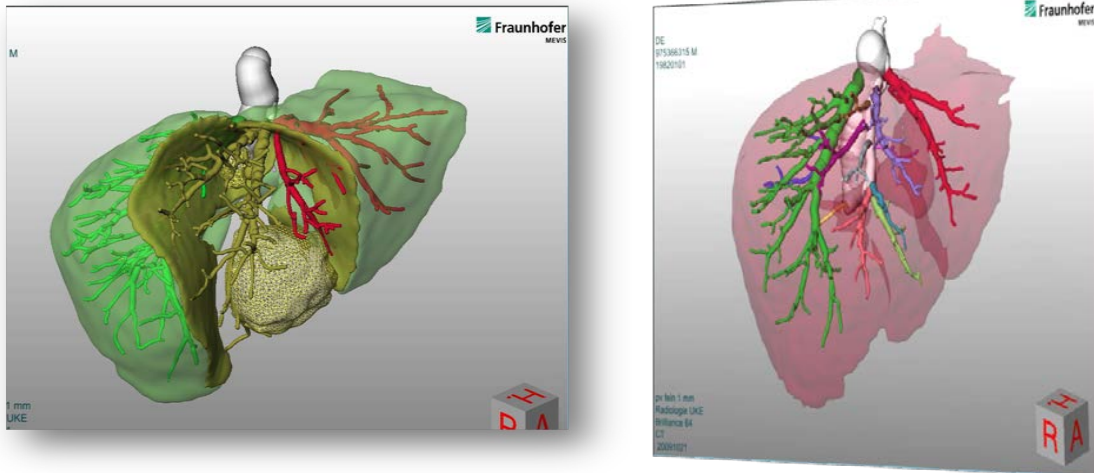 Fraunhofer
MEVIS
M
1 mm
UKE
H
R A
Fraunhofer
MEVIS
DE
975366315 M
19820101
pv fein 1 mm
Radiologie UKE
Brilliance 64
CT
20091021
H
R A